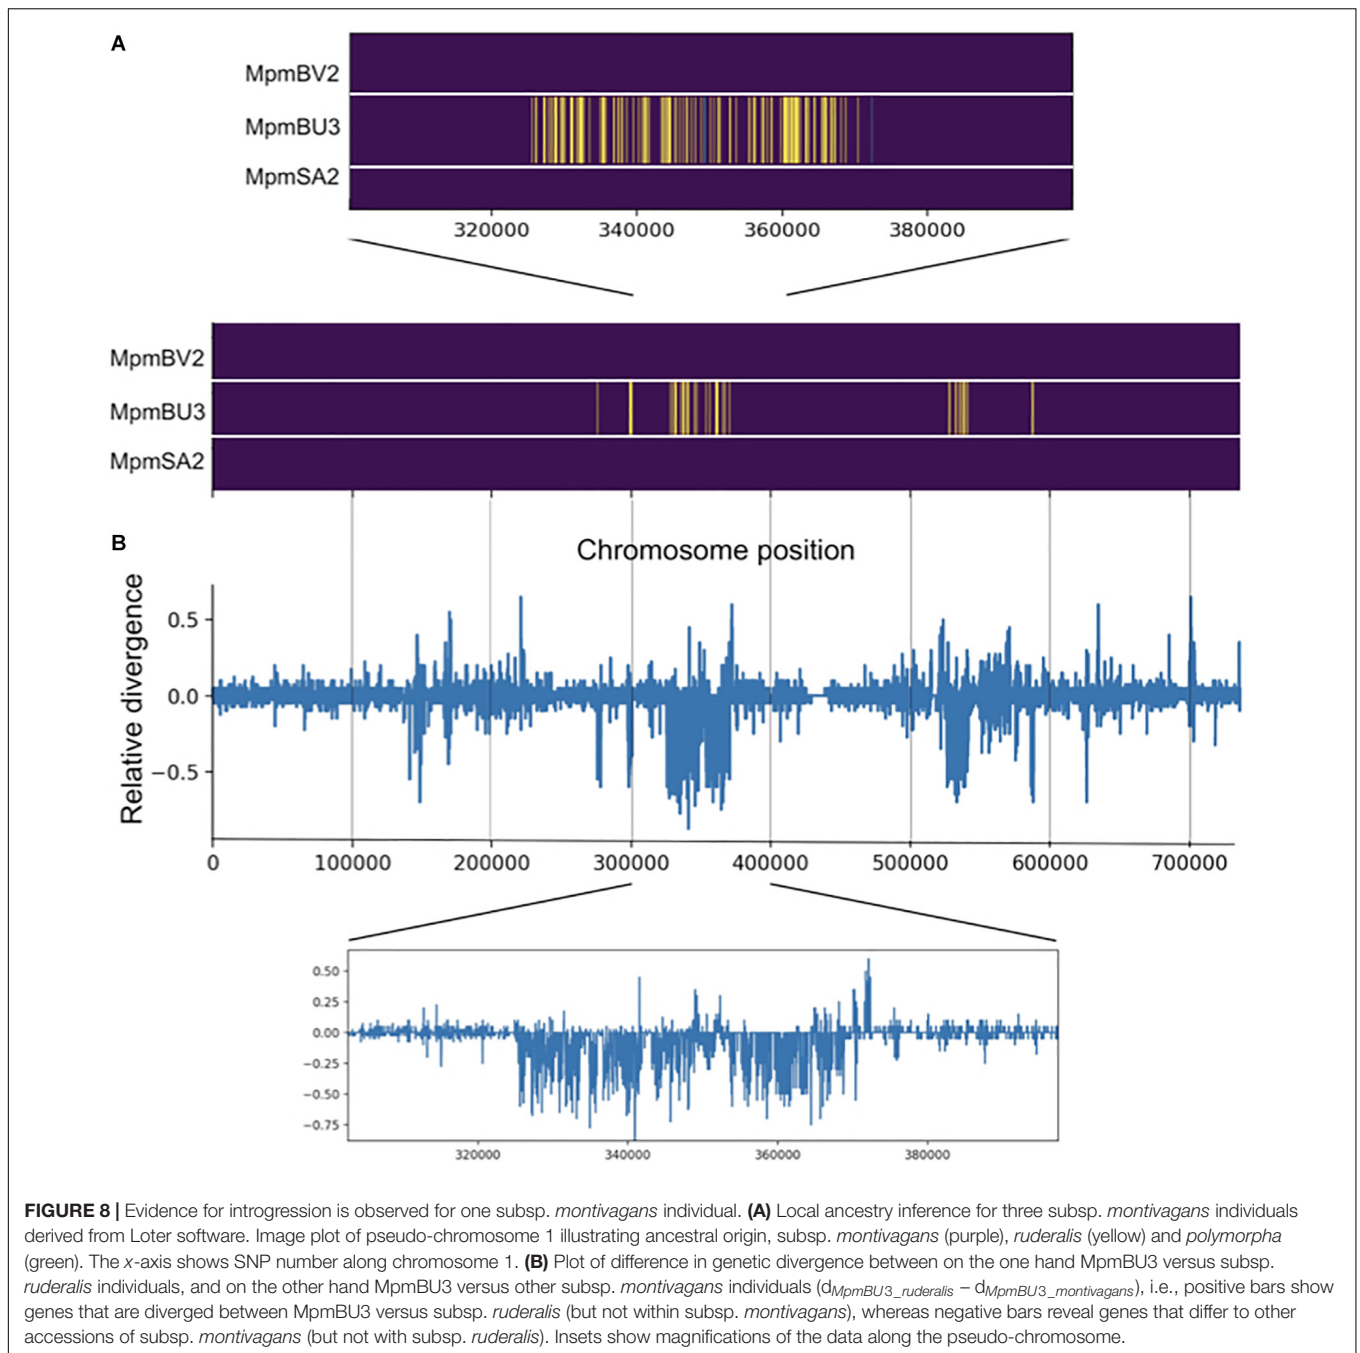 A
MpmBV2
MpmBU3
MpmSA2
320000 340000 360000 380000
MpmBV2
MpmBU3
MpmSA2
B
Chromosome position
Relative divergence
0.5
0.0
−0.5
0 100000 200000 300000 400000 500000 600000 700000
0.50
0.25
0.00
−0.25
−0.50
−0.75
320000 340000 360000 380000
FIGURE 8 | Evidence for introgression is observed for one subsp. montivagans individual. (A) Local ancestry inference for three subsp. montivagans individuals
derived from Loter software. Image plot of pseudo-chromosome 1 illustrating ancestral origin, subsp. montivagans (purple), ruderalis (yellow) and polymorpha
(green). The x-axis shows SNP number along chromosome 1. (B) Plot of difference in genetic divergence between on the one hand MpmBU3 versus subsp.
ruderalis individuals, and on the other hand MpmBU3 versus other subsp. montivagans individuals (dMpmBU3_ruderalis – dMpmBU3_montivagans), i.e., positive bars show
genes that are diverged between MpmBU3 versus subsp. ruderalis (but not within subsp. montivagans), whereas negative bars reveal genes that differ to other
accessions of subsp. montivagans (but not with subsp. ruderalis). Insets show magnifications of the data along the pseudo-chromosome.